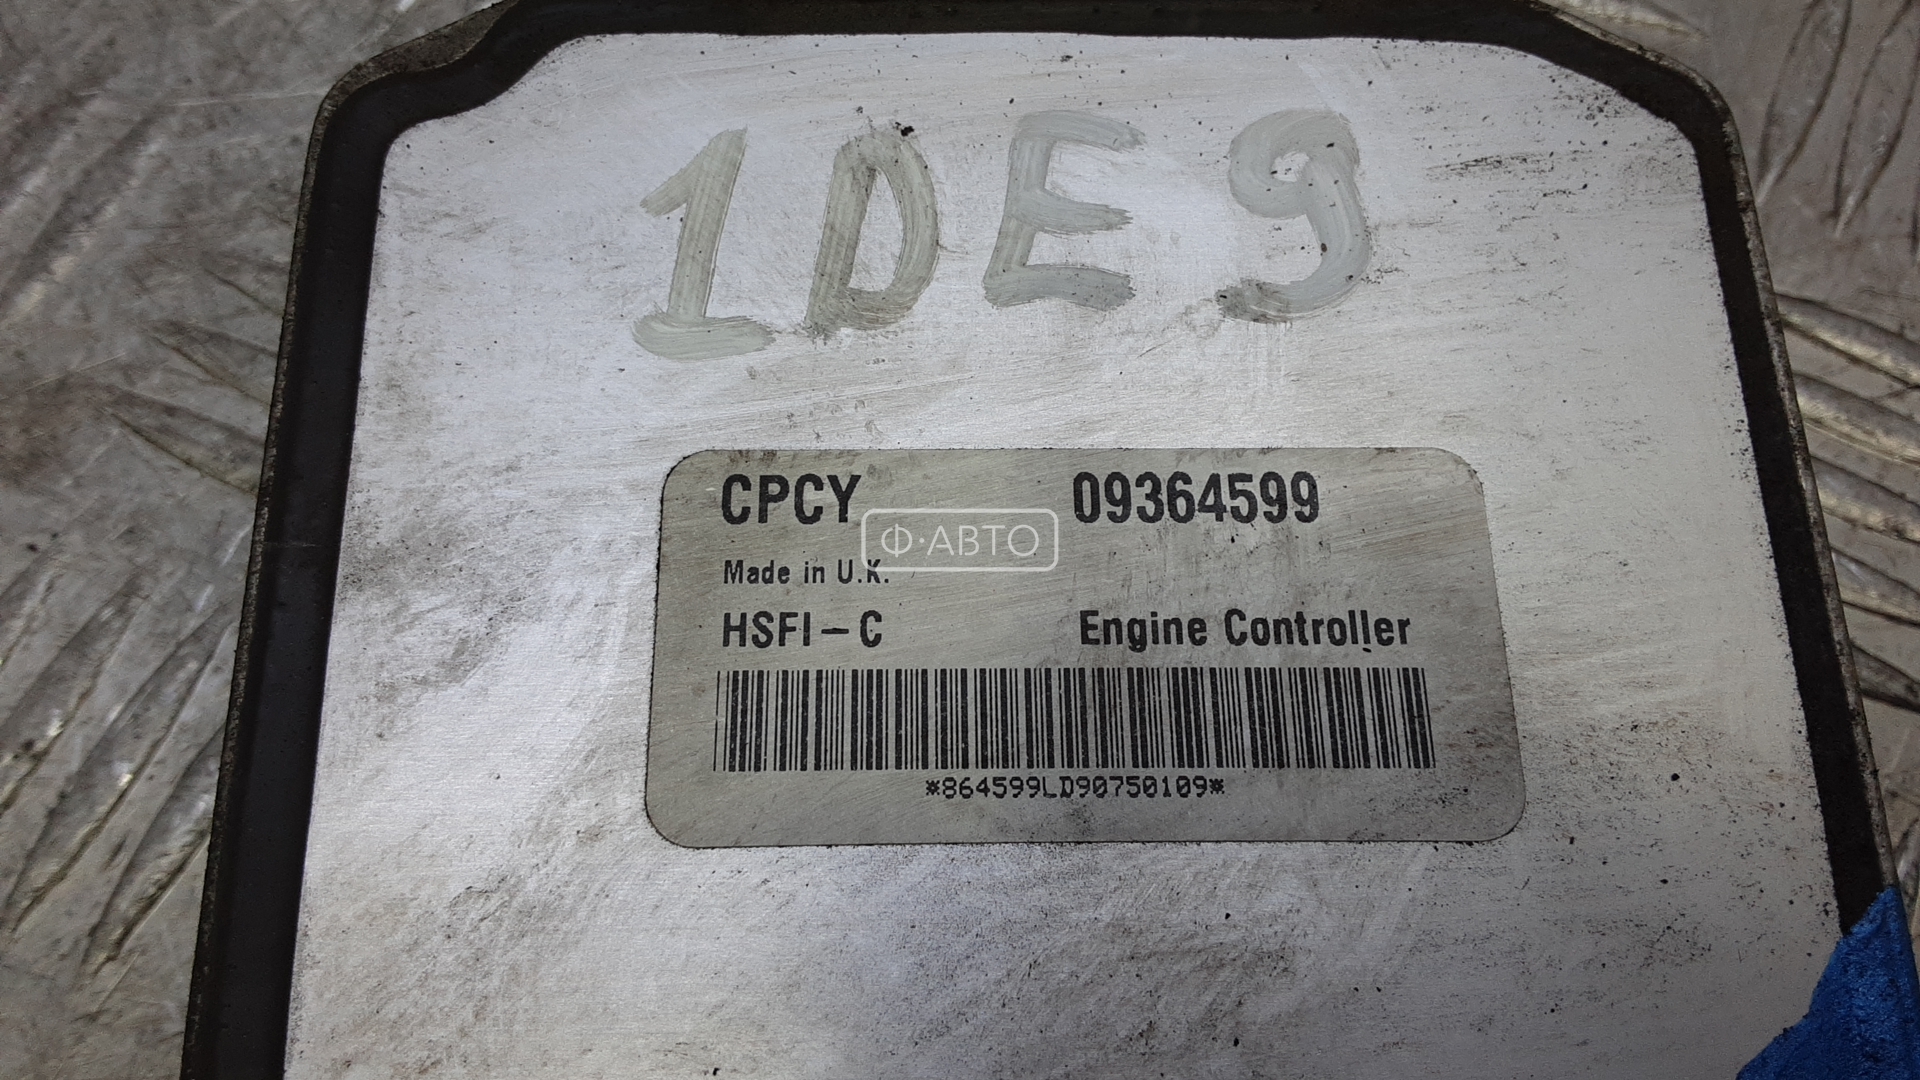 1DE9
CPCY 09364599
Ф·АВТО
Made in U.K.
HSFI-C Engine Controller
*864599LD90750109*